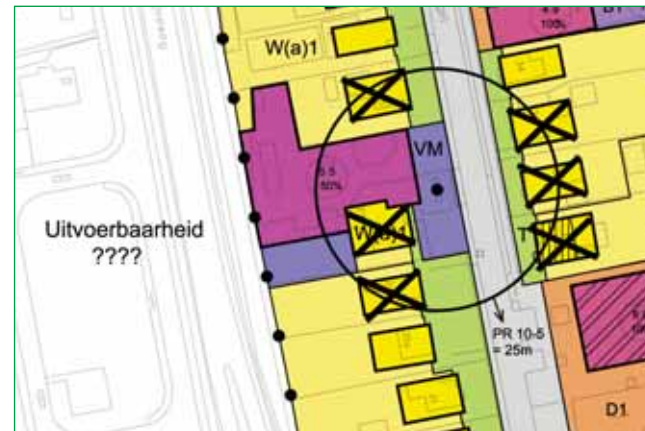 W(a)1
100%
VM
5.5
50%
W(a)1
Uitvoerbaarheid
????
PR 10-5
= 25m
D1